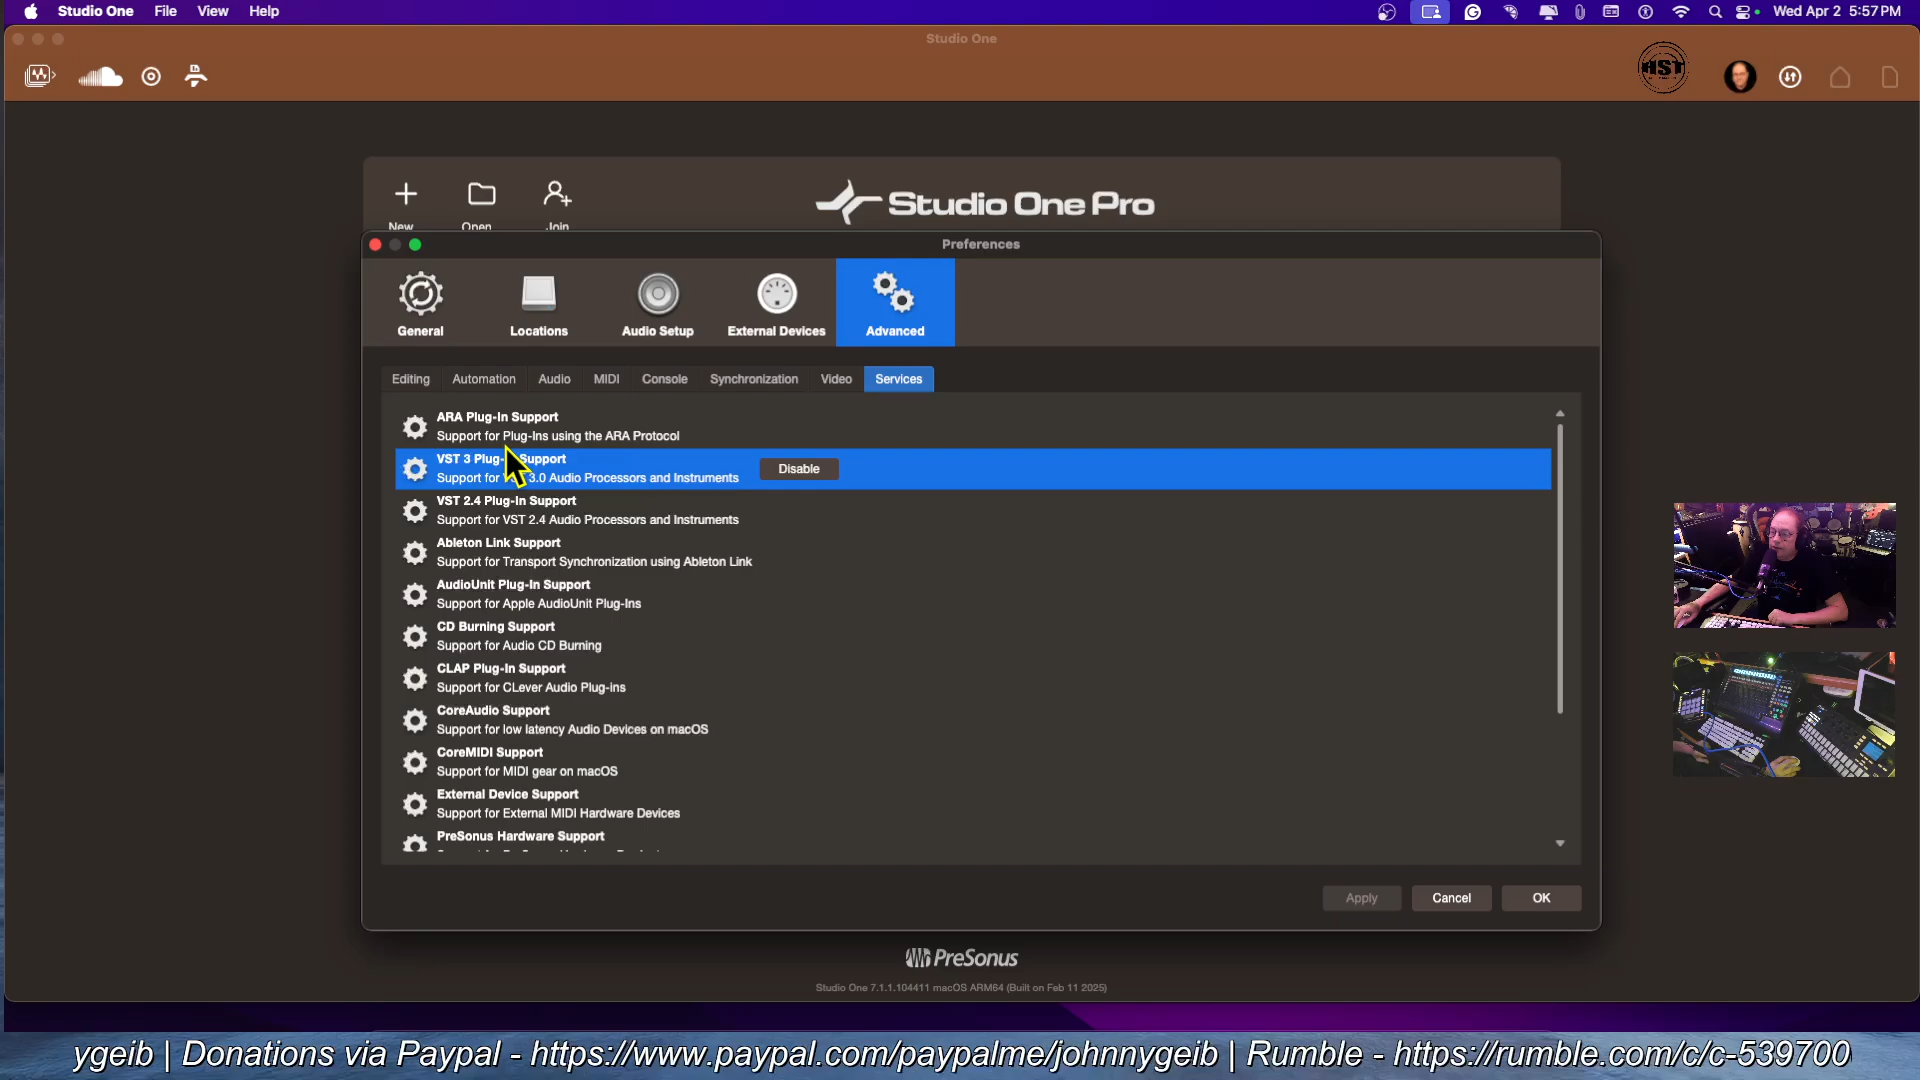 Studio One File View Help Wed Apr 2 5:57 PM
Studio One
HST
New Open Join
Studio One Pro
Preferences
General Locations Audio Setup External Devices Advanced
Editing Automation Audio MIDI Console Synchronization Video Services
ARA Plug-In Support
Support for Plug-Ins using the ARA Protocol
VST 3 Plug- Support
Support for 3.0 Audio Processors and Instruments
Disable
VST 2.4 Plug-In Support
Support for VST 2.4 Audio Processors and Instruments
Ableton Link Support
Support for Transport Synchronization using Ableton Link
AudioUnit Plug-In Support
Support for Apple AudioUnit Plug-Ins
CD Burning Support
Support for Audio CD Burning
CLAP Plug-In Support
Support for CLever Audio Plug-ins
CoreAudio Support
Support for low latency Audio Devices on macOS
CoreMIDI Support
Support for MIDI gear on macOS
External Device Support
Support for External MIDI Hardware Devices
PreSonus Hardware Support
Apply Cancel OK
PreSonus
Studio One 7.1.1.104411 macOS ARM64 (Built on Feb 11 2025)
ygeib | Donations via Paypal - https://www.paypal.com/paypalme/johnnygeib | Rumble - https://rumble.com/c/c-539700